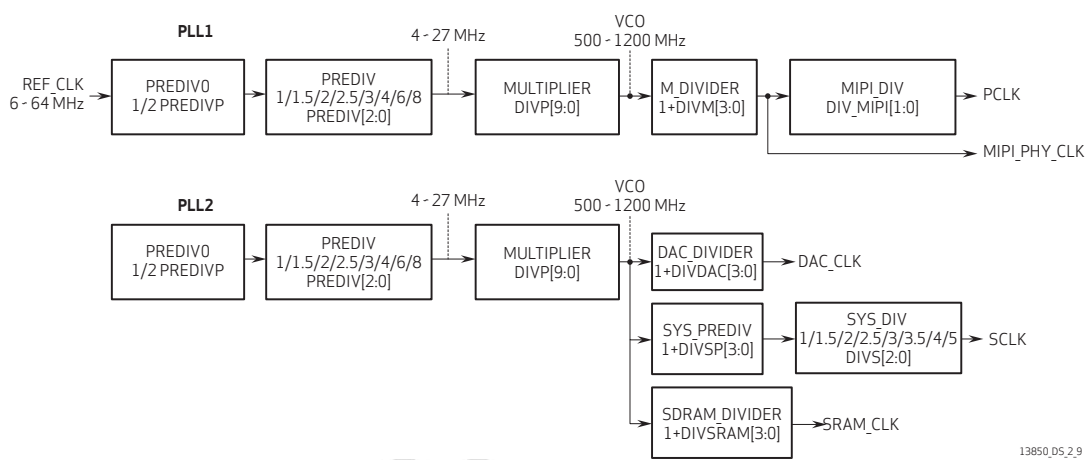 PLL1
4 - 27 MHz
VCO
500 - 1200 MHz
REF_CLK
6 - 64 MHz
PREDIV0
1/2 PREDIVP
PREDIV
1/1.5/2/2.5/3/4/6/8
PREDIV[2:0]
MULTIPLIER
DIVP[9:0]
M_DIVIDER
1+DIVM[3:0]
MIPI_DIV
DIV_MIPI[1:0]
PCLK
MIPI_PHY_CLK
PLL2
4 - 27 MHz
VCO
500 - 1200 MHz
PREDIV0
1/2 PREDIVP
PREDIV
1/1.5/2/2.5/3/4/6/8
PREDIV[2:0]
MULTIPLIER
DIVP[9:0]
DAC_DIVIDER
1+DIVDAC[3:0]
DAC_CLK
SYS_PREDIV
1+DIVSP[3:0]
SYS_DIV
1/1.5/2/2.5/3/3.5/4/5
DIVS[2:0]
SCLK
SDRAM_DIVIDER
1+DIVSRAM[3:0]
SRAM_CLK
13850_DS_2_9